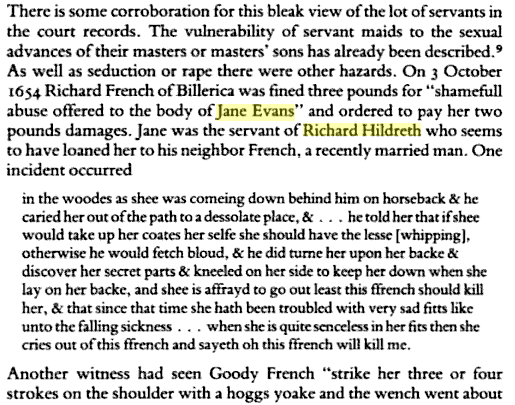 There is some corroboration for this bleak view of the lot of servants in
the court records. The vulnerability of servant maids to the sexual
advances of their masters or masters' sons has already been described.⁹
As well as seduction or rape there were other hazards. On 3 October
1654 Richard French of Billerica was fined three pounds for "shamefull
abuse offered to the body of Jane Evans" and ordered to pay her two
pounds damages. Jane was the servant of Richard Hildreth who seems
to have loaned her to his neighbor French, a recently married man. One
incident occurred
in the woodes as shee was comeing down behind him on horseback & he
caried her out of the path to a dessolate place, & . . . he told her that if shee
would take up her coates her selfe she should have the lesse [whipping],
otherwise he would fetch bloud, & he did turne her upon her backe &
discover her secret parts & kneeled on her side to keep her down when she
lay on her backe, and shee is affrayd to go out least this ffrench should kill
her, & that since that time she hath been troubled with very sad fitts like
unto the falling sickness . . . when she is quite senceless in her fits then she
cries out of this ffrench and sayeth oh this ffrench will kill me.
Another witness had seen Goody French "strike her three or four
strokes on the shoulder with a hoggs yoake and the wench went about